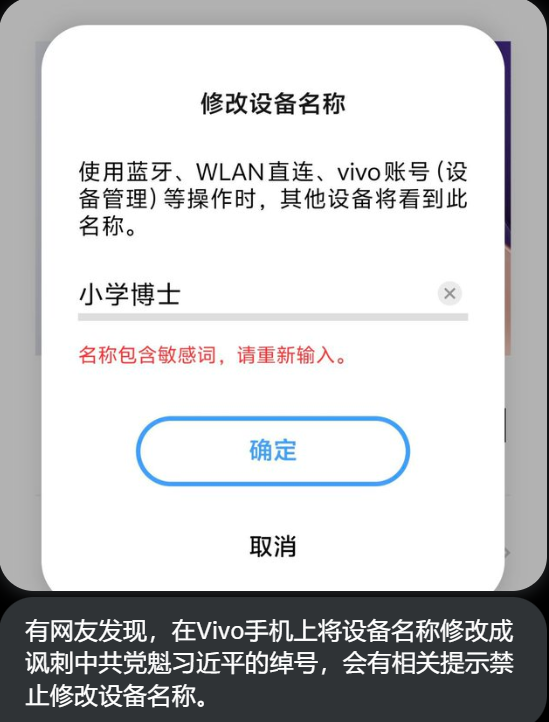 修改设备名称
使用蓝牙、WLAN直连、vivo账号（设
备管理）等操作时，其他设备将看到此
名称。
小学博士
名称包含敏感词，请重新输入。
确定
取消
有网友发现，在Vivo手机上将设备名称修改成
讽刺中共党魁习近平的绰号，会有相关提示禁
止修改设备名称。